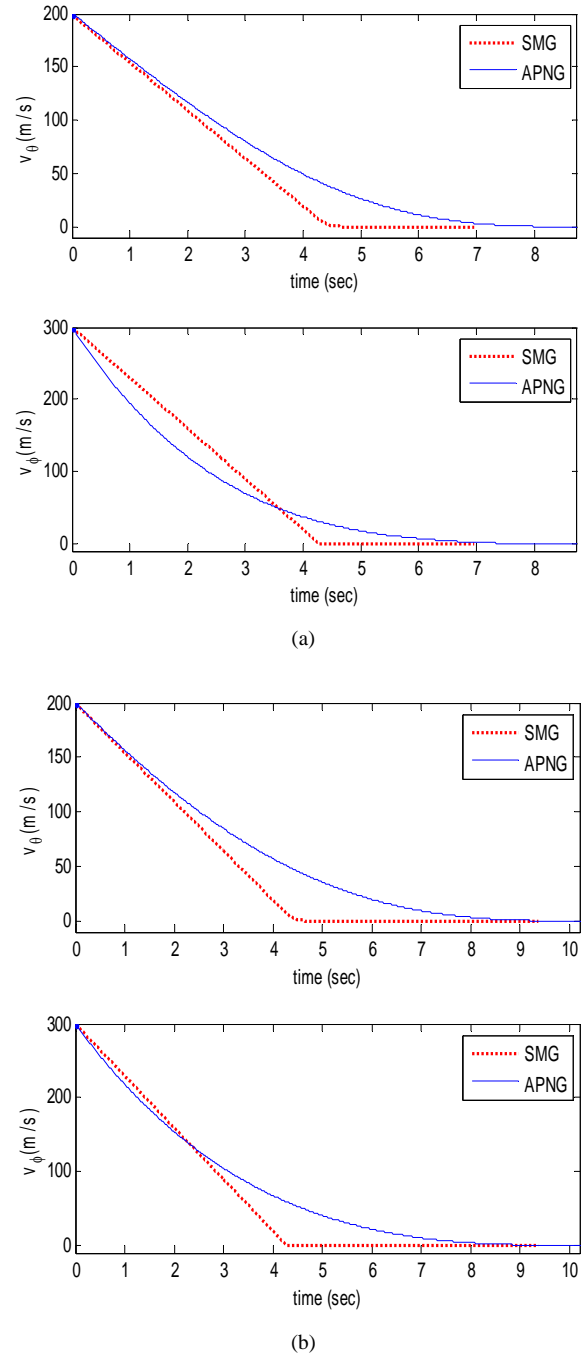 200
150
100
50
0
v_θ (m/s)
SMG
APNG
0 1 2 3 4 5 6 7 8
time (sec)
300
200
100
0
v_ϕ (m/s)
SMG
APNG
0 1 2 3 4 5 6 7 8
time (sec)
(a)
200
150
100
50
0
v_θ (m/s)
SMG
APNG
0 1 2 3 4 5 6 7 8 9 10
time (sec)
300
200
100
0
v_ϕ (m/s)
SMG
APNG
0 1 2 3 4 5 6 7 8 9 10
time (sec)
(b)